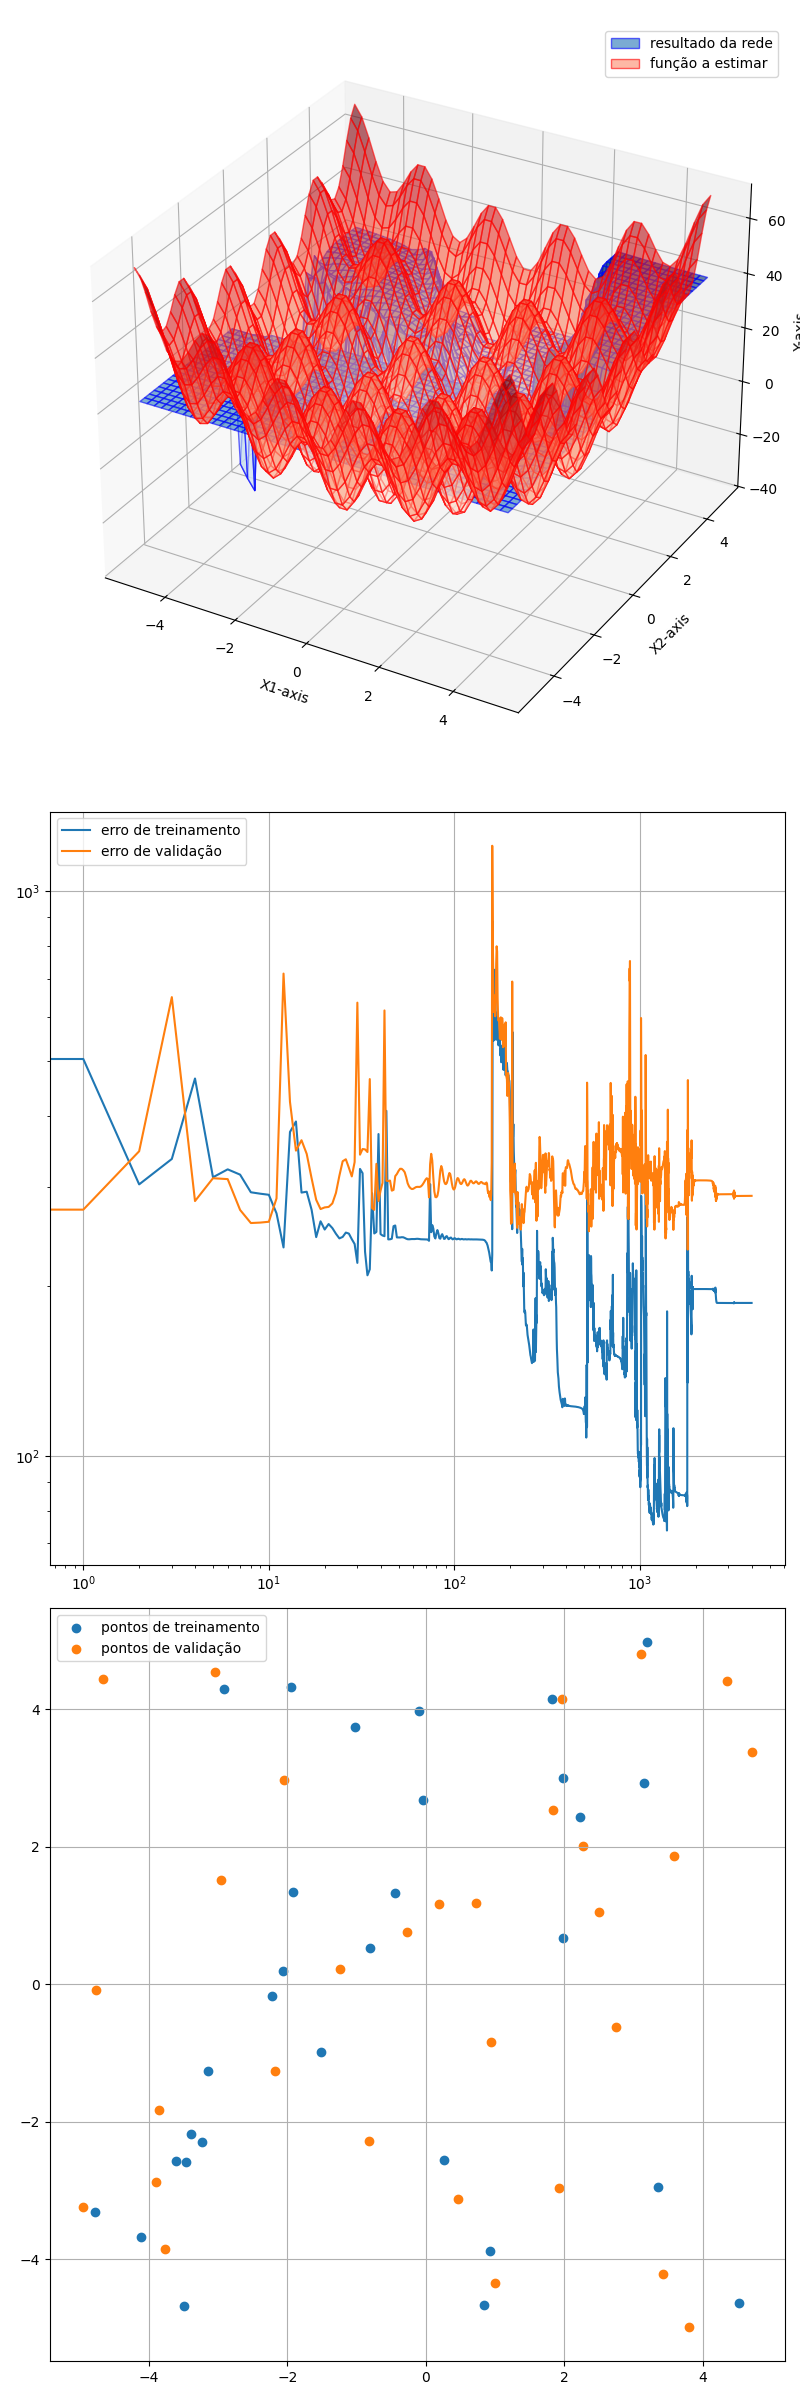 resultado da rede
função a estimar
60
40
20
0
−20
−40
4
2
0
−2
−4
X2-axis
−4
−2
0
2
4
X1-axis
erro de treinamento
erro de validação
10³
10²
10⁰ 10¹ 10² 10³
pontos de treinamento
pontos de validação
4
2
0
−2
−4
−4 −2 0 2 4